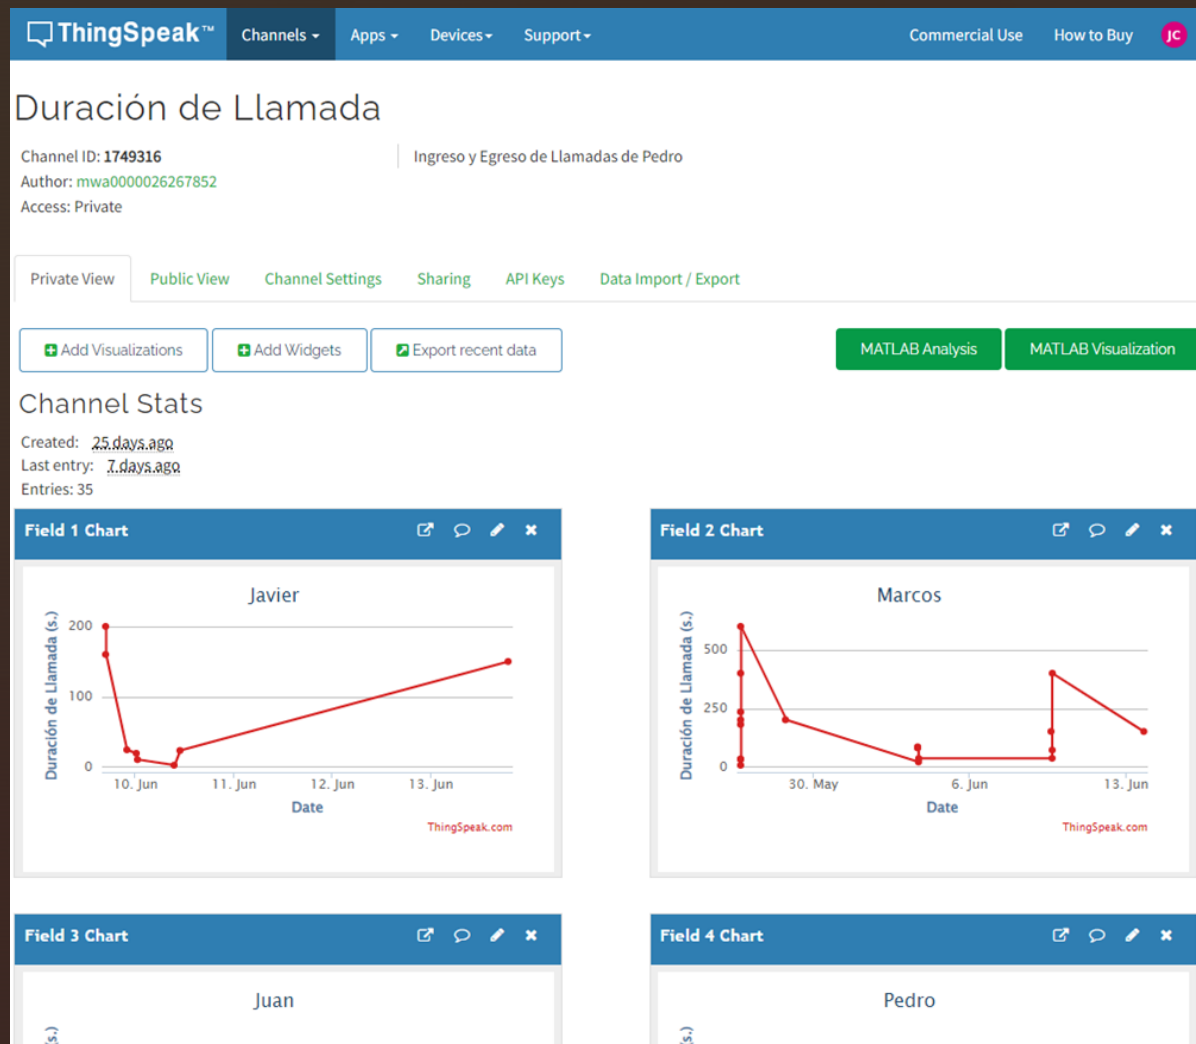 ThingSpeak™ Channels Apps Devices Support Commercial Use How to Buy JC
Duración de Llamada
Channel ID: 1749316 Ingreso y Egreso de Llamadas de Pedro
Author: mwa0000026267852
Access: Private
Private View Public View Channel Settings Sharing API Keys Data Import / Export
Add Visualizations Add Widgets Export recent data MATLAB Analysis MATLAB Visualization
Channel Stats
Created: 25 days ago
Last entry: 7 days ago
Entries: 35
Field 1 Chart
Javier
Duración de Llamada (s.)
200
100
0
10. Jun 11. Jun 12. Jun 13. Jun
Date
ThingSpeak.com
Field 2 Chart
Marcos
Duración de Llamada (s.)
500
250
0
30. May 6. Jun 13. Jun
Date
ThingSpeak.com
Field 3 Chart
Juan
(s.)
Field 4 Chart
Pedro
(s.)